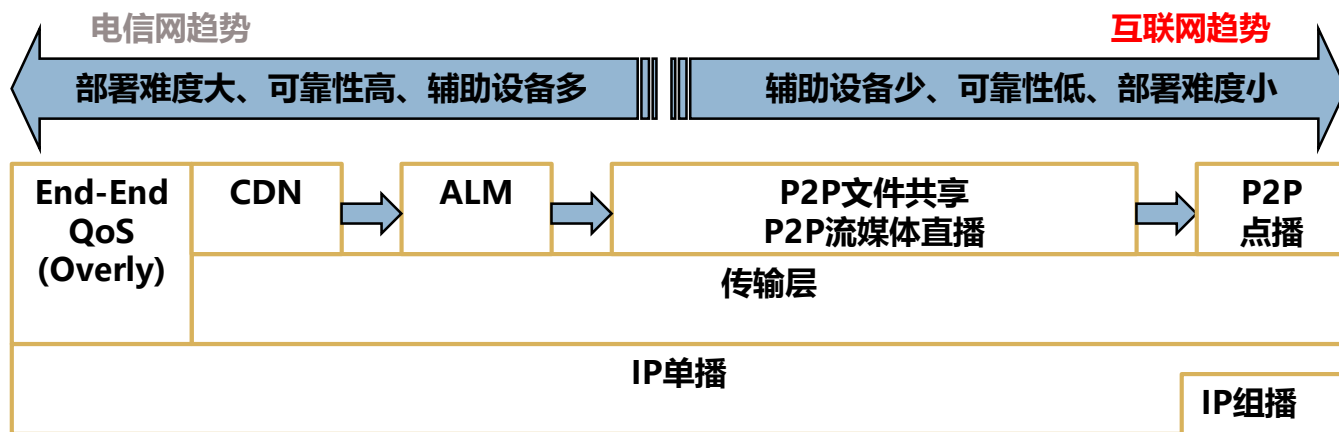 电信网趋势
互联网趋势
部署难度大、可靠性高、辅助设备多
辅助设备少、可靠性低、部署难度小
End-End
QoS
(Overly)
CDN
ALM
P2P文件共享
P2P流媒体直播
P2P
点播
传输层
IP单播
IP组播